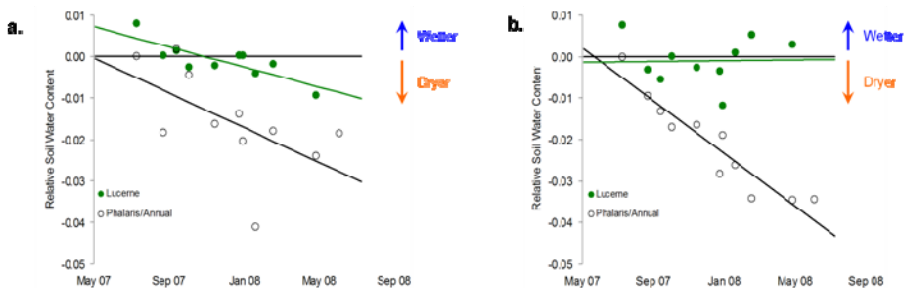 a.
Relative Soil Water Content
0.01
0.00
-0.01
-0.02
-0.03
-0.04
-0.05
Lucerne
Phalaris/Annual
May 07
Sep 07
Jan 08
May 08
Sep 08
Wetter
Dryer
b.
Relative Soil Water Content
0.01
0.00
-0.01
-0.02
-0.03
-0.04
-0.05
Lucerne
Phalaris/Annual
May 07
Sep 07
Jan 08
May 08
Sep 08
Wetter
Dryer